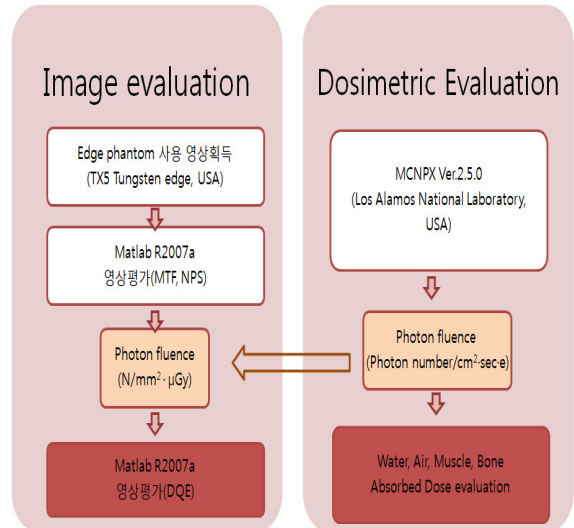 Image evaluation
Edge phantom 사용 영상획득
(TX5 Tungsten edge, USA)
Matlab R2007a
영상평가(MTF, NPS)
Photon fluence
(N/mm²· μGy)
Matlab R2007a
영상평가(DQE)
Dosimetric Evaluation
MCNPX Ver.2.5.0
(Los Alamos National Laboratory,
USA)
Photon fluence
(Photon number/cm²·sec·e)
Water, Air, Muscle, Bone
Absorbed Dose evaluation